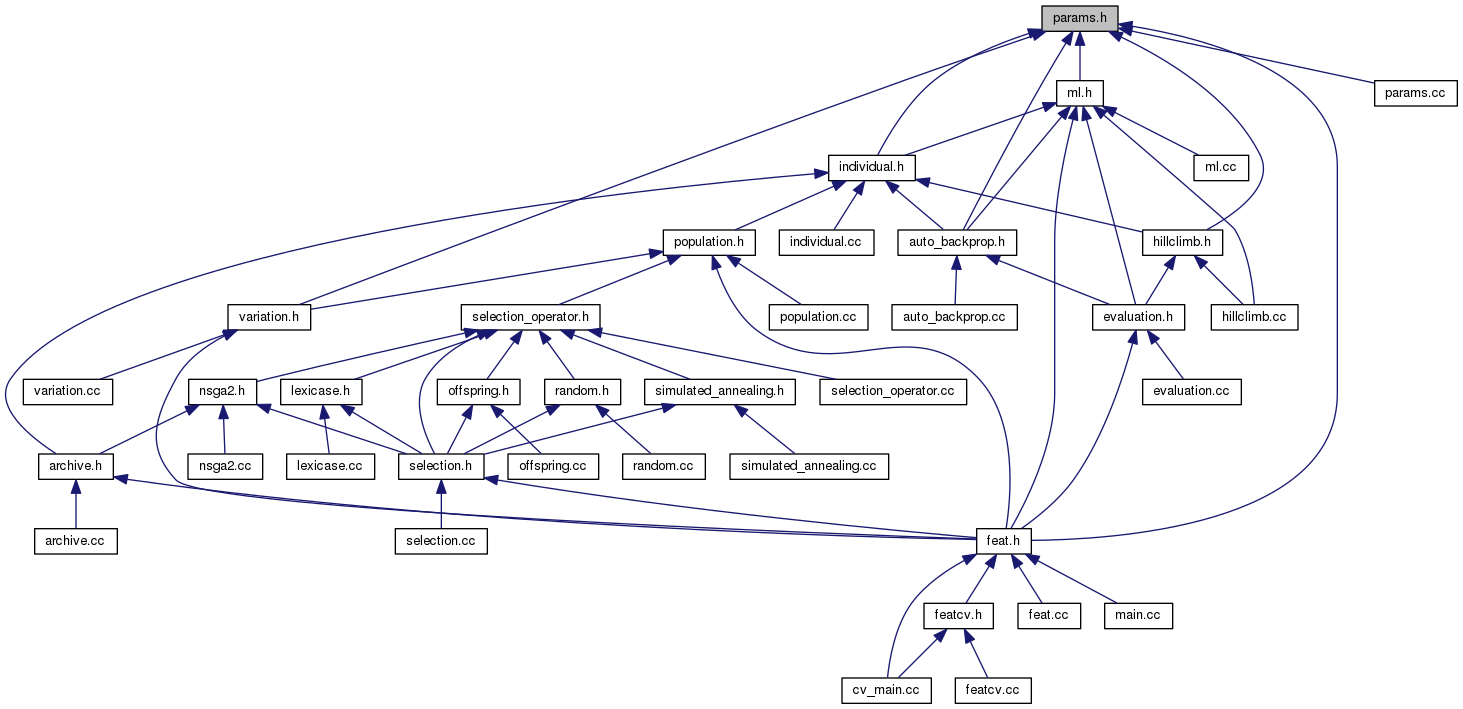 params.h
ml.h
params.cc
individual.h
ml.cc
population.h
individual.cc
auto_backprop.h
hillclimb.h
variation.h
selection_operator.h
population.cc
auto_backprop.cc
evaluation.h
hillclimb.cc
variation.cc
nsga2.h
lexicase.h
offspring.h
random.h
simulated_annealing.h
selection_operator.cc
evaluation.cc
archive.h
nsga2.cc
lexicase.cc
selection.h
offspring.cc
random.cc
simulated_annealing.cc
archive.cc
selection.cc
feat.h
featcv.h
feat.cc
main.cc
cv_main.cc
featcv.cc